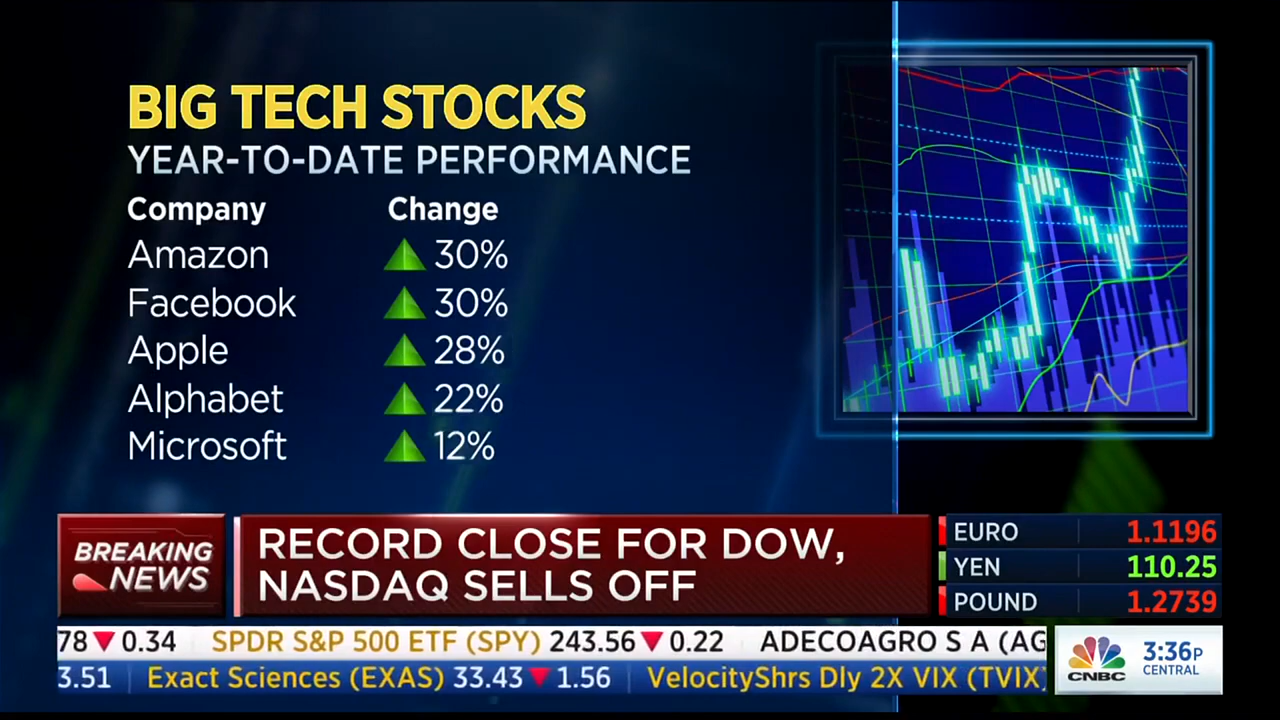 BIG TECH STOCKS
YEAR-TO-DATE PERFORMANCE
Company Change
Amazon 30%
Facebook 30%
Apple 28%
Alphabet 22%
Microsoft 12%
BREAKING NEWS
RECORD CLOSE FOR DOW,
NASDAQ SELLS OFF
EURO 1.1196
YEN 110.25
POUND 1.2739
78 ▼ 0.34 SPDR S&P 500 ETF (SPY) 243.56 ▼ 0.22 ADECOAGRO S A (AG
3.51 Exact Sciences (EXAS) 33.43 ▼ 1.56 VelocityShrs Dly 2X VIX (TVIX)
CNBC
3:36P
CENTRAL